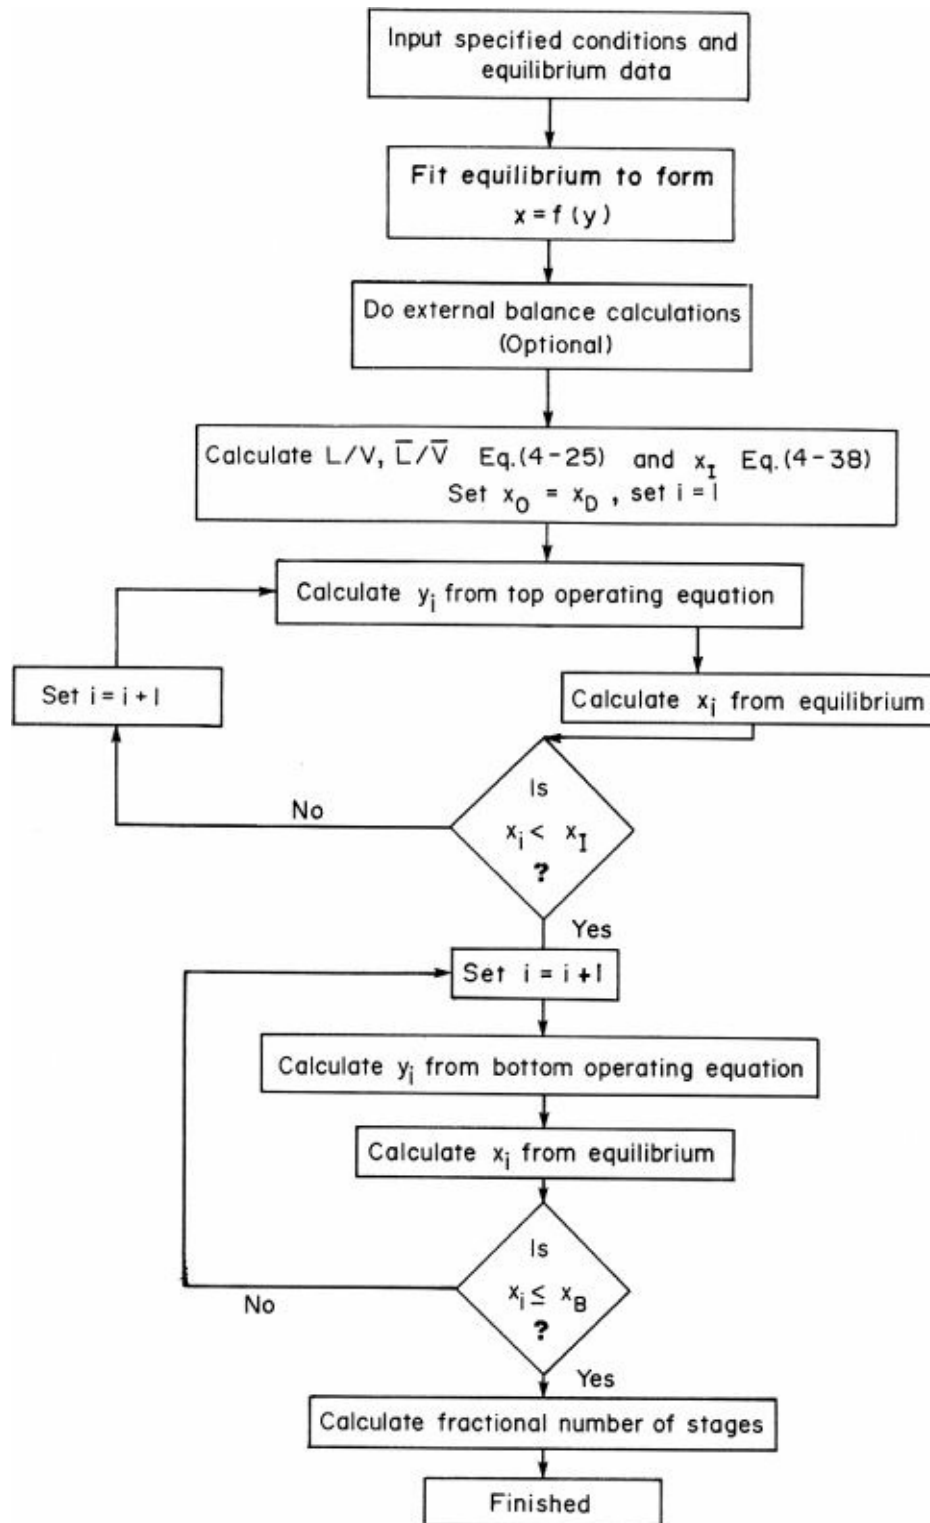 Input specified conditions and
equilibrium data
Fit equilibrium to form
x = f (y)
Do external balance calculations
(Optional)
Calculate L/V, L̅/V̅ Eq.(4-25) and x_I Eq.(4-38)
Set x_O = x_D , set i = 1
Calculate y_i from top operating equation
Set i = i + 1
Calculate x_i from equilibrium
Is
x_i < x_I
?
No
Yes
Set i = i + 1
Calculate y_i from bottom operating equation
Calculate x_i from equilibrium
Is
x_i ≤ x_B
?
No
Yes
Calculate fractional number of stages
Finished